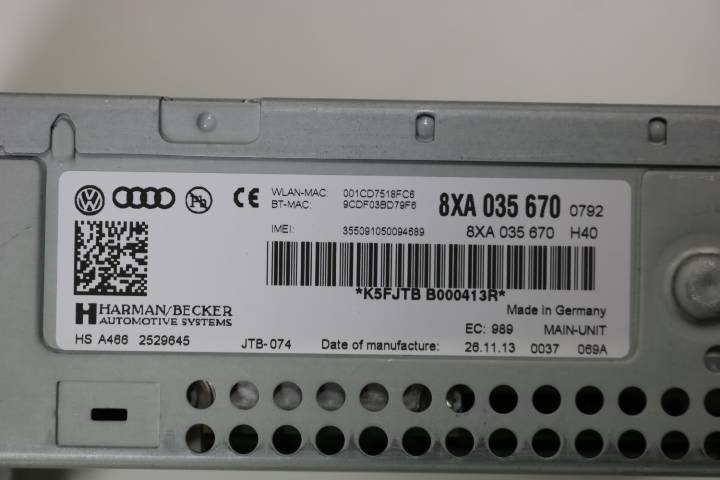 WLAN-MAC: 001CD7518FC6
BT-MAC: 9CDF03BD79F6
8XA 035 670 0792
IMEI: 355091050094689
8XA 035 670 H40
*K5FJTB B000413R*
HARMAN/BECKER
AUTOMOTIVE SYSTEMS
Made in Germany
EC: 989 MAIN-UNIT
HS A466 2529645 JTB-074 Date of manufacture: 26.11.13 0037 069A